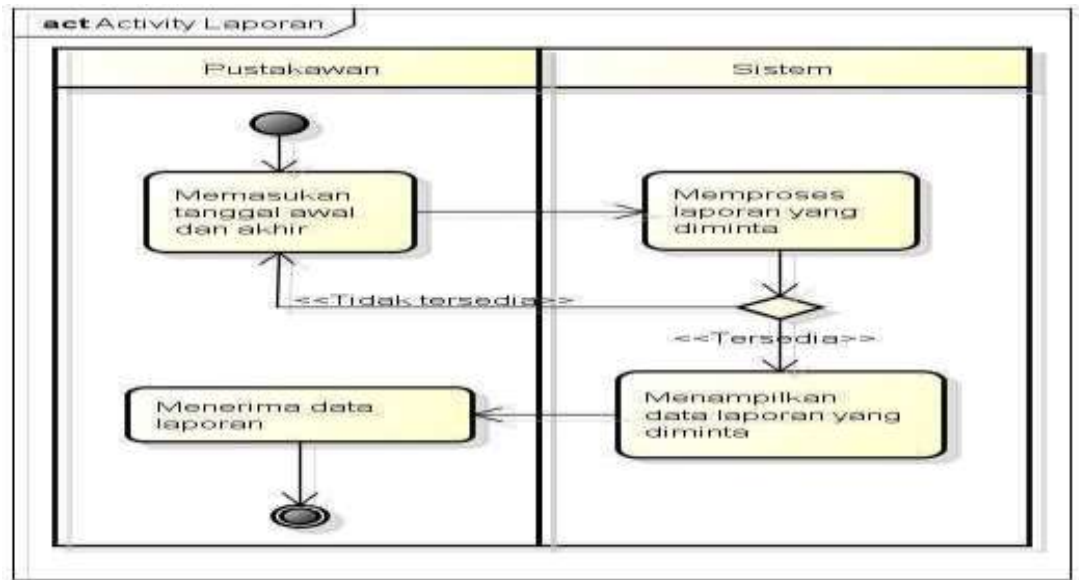 act Activity Laporan
Pustakawan
Sistem
Memasukan
tanggal awal
dan akhir
Memproses
laporan yang
diminta
<<Tidak tersedia>>
<<Tersedia>>
Menampilkan
data laporan yang
diminta
Menerima data
laporan